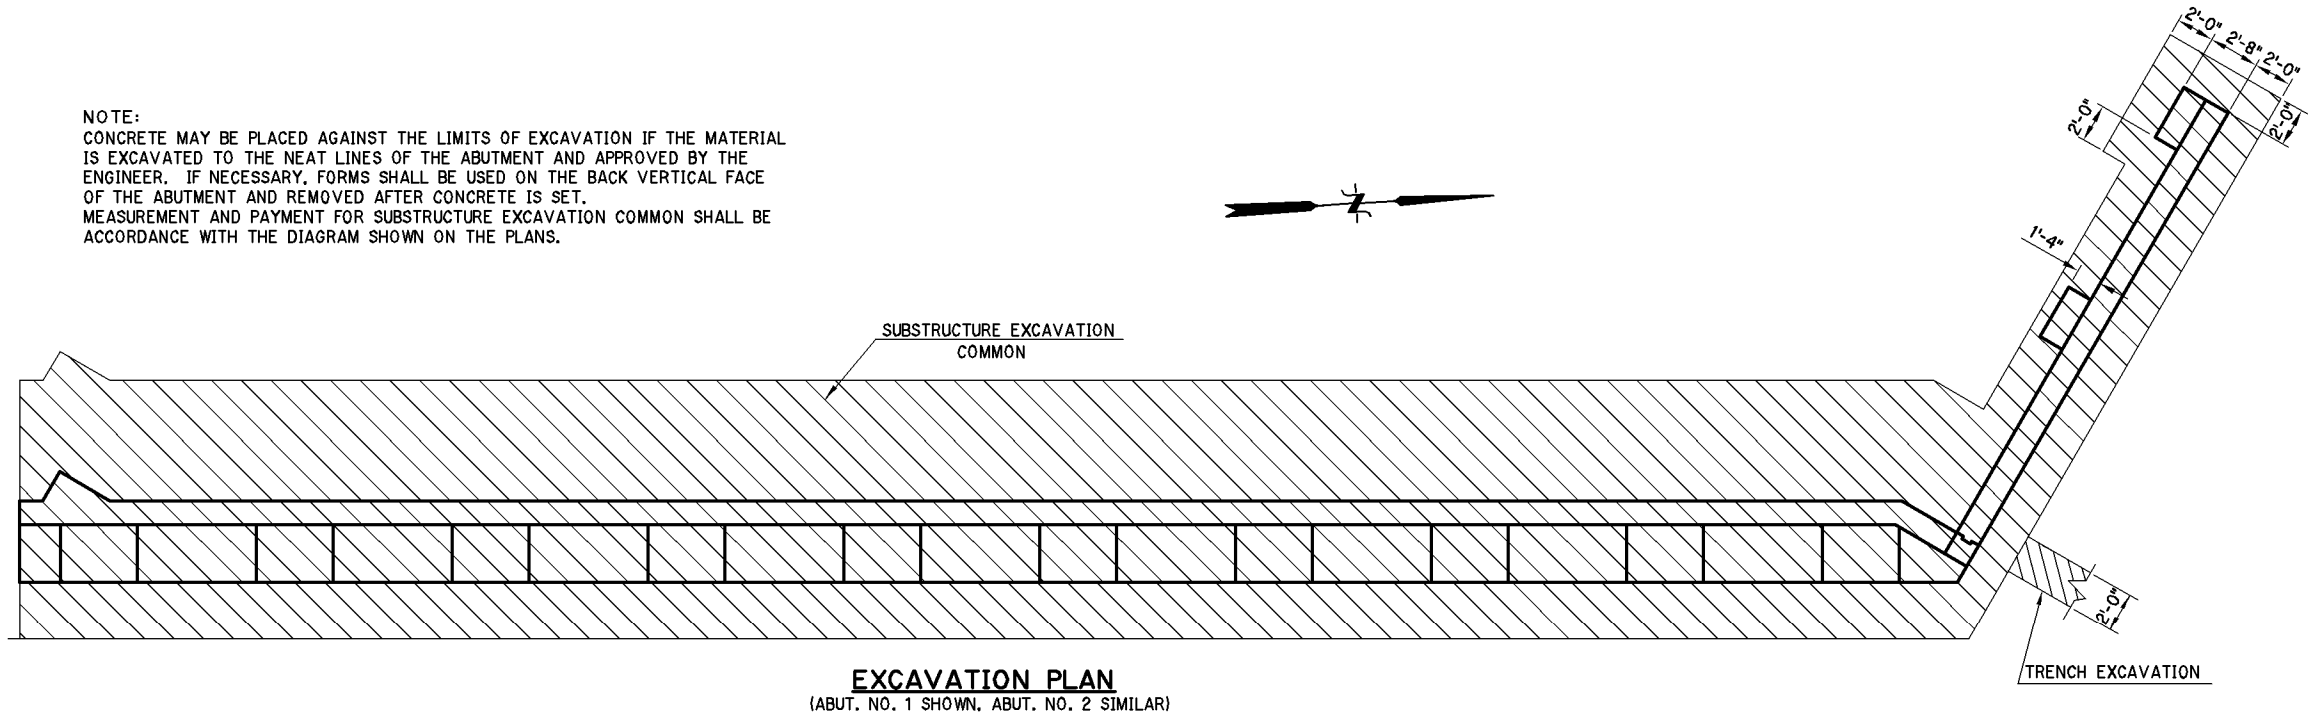 2'-0"
2'-8"
2'-0"
2'-0"
2'-0"
NOTE:
CONCRETE MAY BE PLACED AGAINST THE LIMITS OF EXCAVATION IF THE MATERIAL
IS EXCAVATED TO THE NEAT LINES OF THE ABUTMENT AND APPROVED BY THE
ENGINEER. IF NECESSARY, FORMS SHALL BE USED ON THE BACK VERTICAL FACE
OF THE ABUTMENT AND REMOVED AFTER CONCRETE IS SET.
MEASUREMENT AND PAYMENT FOR SUBSTRUCTURE EXCAVATION COMMON SHALL BE
ACCORDANCE WITH THE DIAGRAM SHOWN ON THE PLANS.
N
1'-4"
SUBSTRUCTURE EXCAVATION
COMMON
2'-0"
TRENCH EXCAVATION
EXCAVATION PLAN
(ABUT. NO. 1 SHOWN, ABUT. NO. 2 SIMILAR)